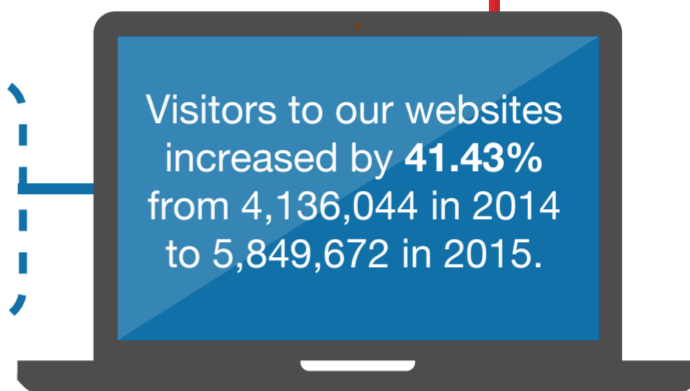 Visitors to our websites
increased by 41.43%
from 4,136,044 in 2014
to 5,849,672 in 2015.